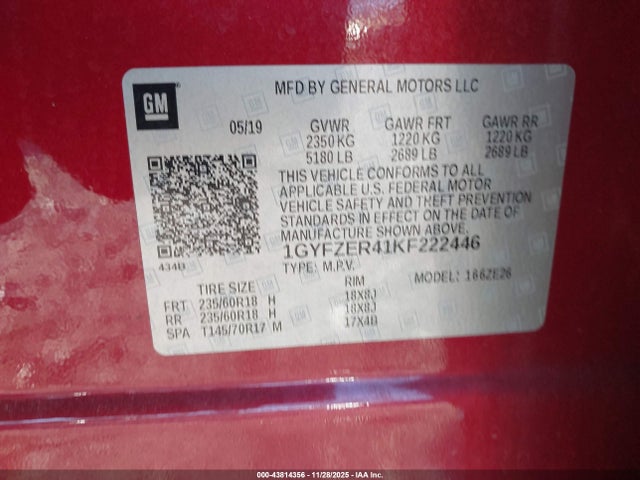 GM
MFD BY GENERAL MOTORS LLC
05/19 GVWR GAWR FRT GAWR RR
2350 KG 1220 KG 1220 KG
5180 LB 2689 LB 2689 LB
THIS VEHICLE CONFORMS TO ALL
APPLICABLE U.S. FEDERAL MOTOR
VEHICLE SAFETY AND THEFT PREVENTION
STANDARDS IN EFFECT ON THE DATE OF
MANUFACTURE SHOWN ABOVE.
1GYFZER41KF222446
434B TYPE: M.P.V. MODEL: 186ZE26
TIRE SIZE RIM
FRT 235/60R18 H 18X8J
RR 235/60R18 H 18X8J
SPA T145/70R17 M 17X4B
000-43814356 - 11/28/2025 - IAA Inc.